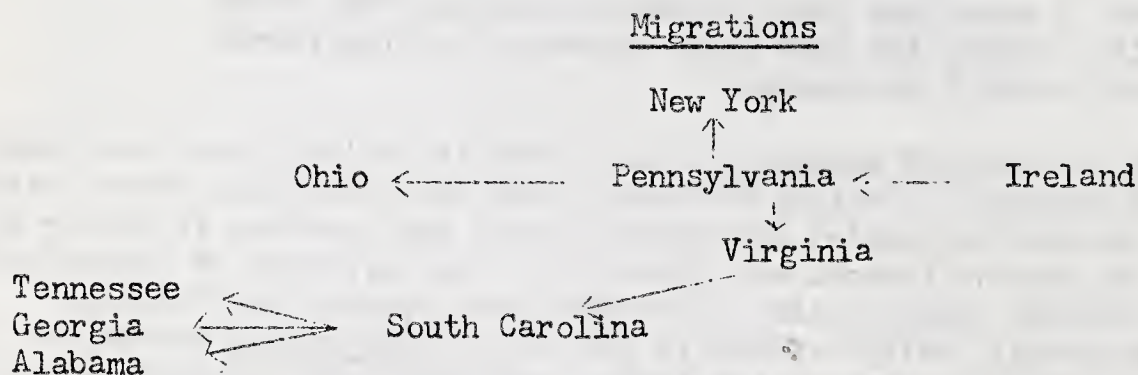 Migrations
New York
Ohio Pennsylvania Ireland
Virginia
Tennessee
Georgia South Carolina
Alabama